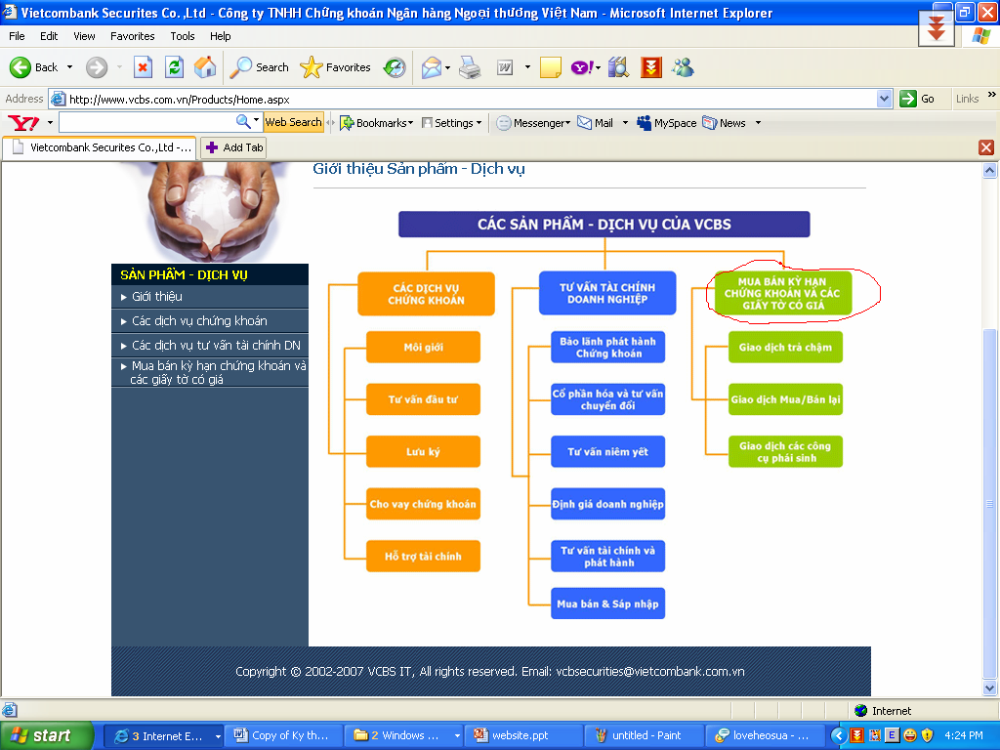 Vietcombank Securites Co. ,Ltd - Công ty TNHH Chứng khoán Ngân hàng Ngoại thương Việt Nam - Microsoft Internet Explorer
File Edit View Favorites Tools Help
Back Search Favorites
Address http://www.vcbs.com.vn/Products/Home.aspx Go Links »
Y! Web Search Bookmarks Settings Messenger Mail MySpace News
Vietcombank Securites Co.,Ltd -... Add Tab
Giới thiệu Sản phẩm - Dịch vụ
CÁC SẢN PHẨM - DỊCH VỤ CỦA VCBS
SẢN PHẨM - DỊCH VỤ
Giới thiệu
Các dịch vụ chứng khoán
Các dịch vụ tư vấn tài chính DN
Mua bán kỳ hạn chứng khoán và
các giấy tờ có giá
CÁC DỊCH VỤ
CHỨNG KHOÁN
Môi giới
Tư vấn đầu tư
Lưu ký
Cho vay chứng khoán
Hỗ trợ tài chính
TƯ VẤN TÀI CHÍNH
DOANH NGHIỆP
Bảo lãnh phát hành
Chứng khoán
Cổ phần hóa và tư vấn
chuyển đổi
Tư vấn niêm yết
Định giá doanh nghiệp
Tư vấn tài chính và
phát hành
Mua bán & Sáp nhập
MUA BÁN KỲ HẠN
CHỨNG KHOÁN VÀ CÁC
GIẤY TỜ CÓ GIÁ
Giao dịch trả chậm
Giao dịch Mua/Bán lại
Giao dịch các công
cụ phái sinh
Copyright © 2002-2007 VCBS IT, All rights reserved. Email: vcbsecurities@vietcombank.com.vn
Internet
start 3 Internet E... Copy of Ky th... 2 Windows ... website.ppt untitled - Paint loveheosua - ... E 4:24 PM